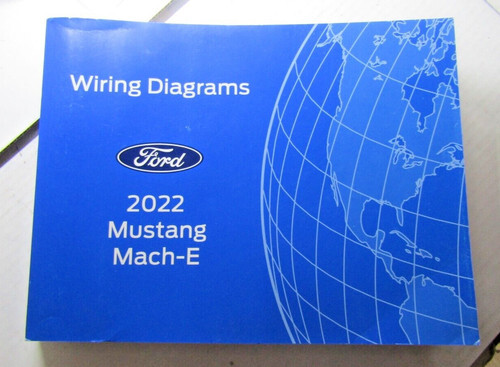 Wiring Diagrams
Ford
2022
Mustang
Mach-E